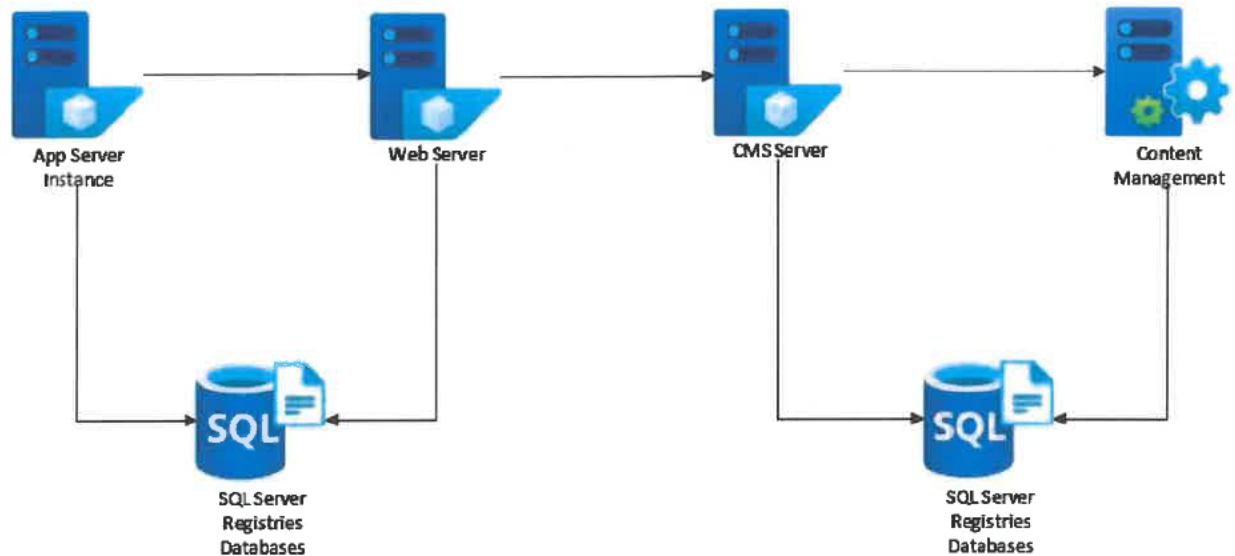 App Server
Instance
Web Server
CMS Server
Content
Management
SQL
SQL Server
Registries
Databases
SQL
SQL Server
Registries
Databases